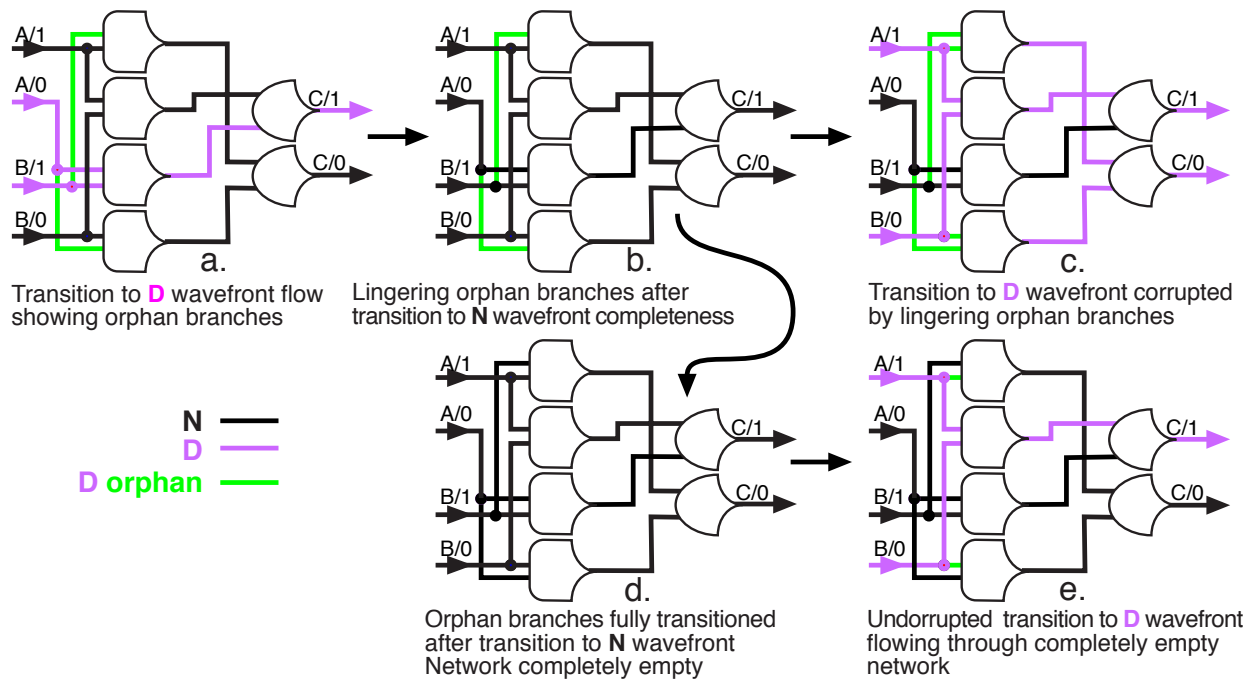 A/1
A/0
B/1
B/0
C/1
C/0
a.
Transition to D wavefront flow
showing orphan branches
A/1
A/0
B/1
B/0
C/1
C/0
b.
Lingering orphan branches after
transition to N wavefront completeness
A/1
A/0
B/1
B/0
C/1
C/0
c.
Transition to D wavefront corrupted
by lingering orphan branches
N
D
D orphan
A/1
A/0
B/1
B/0
C/1
C/0
d.
Orphan branches fully transitioned
after transition to N wavefront
Network completely empty
A/1
A/0
B/1
B/0
C/1
C/0
e.
Undorrupted transition to D wavefront
flowing through completely empty
network